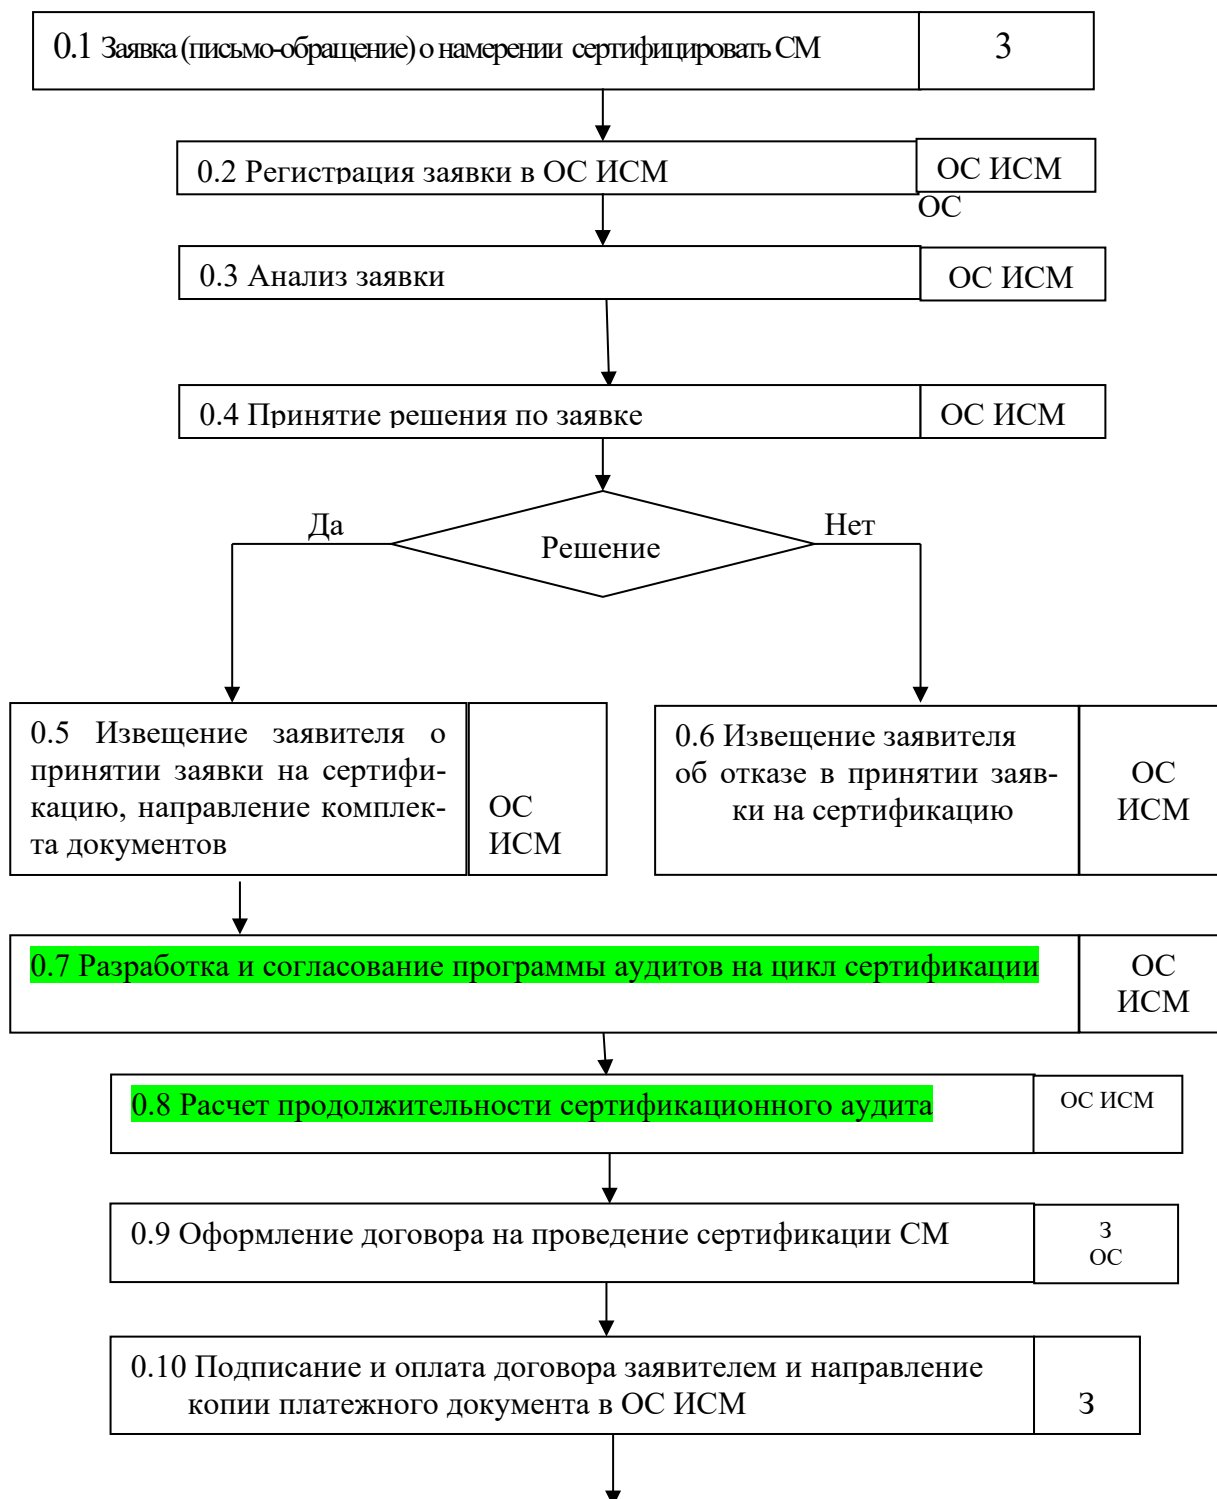 0.1 Заявка (письмо-обращение) о намерении сертифицировать СМ
З
0.2 Регистрация заявки в ОС ИСМ
ОС ИСМ
ОС
0.3 Анализ заявки
ОС ИСМ
0.4 Принятие решения по заявке
ОС ИСМ
Да
Решение
Нет
0.5 Извещение заявителя о
принятии заявки на сертифи-
кацию, направление комплек-
та документов
ОС
ИСМ
0.6 Извещение заявителя
об отказе в принятии заяв-
ки на сертификацию
ОС
ИСМ
0.7 Разработка и согласование программы аудитов на цикл сертификации
ОС
ИСМ
0.8 Расчет продолжительности сертификационного аудита
ОС ИСМ
0.9 Оформление договора на проведение сертификации СМ
З
ОС
0.10 Подписание и оплата договора заявителем и направление
копии платежного документа в ОС ИСМ
З